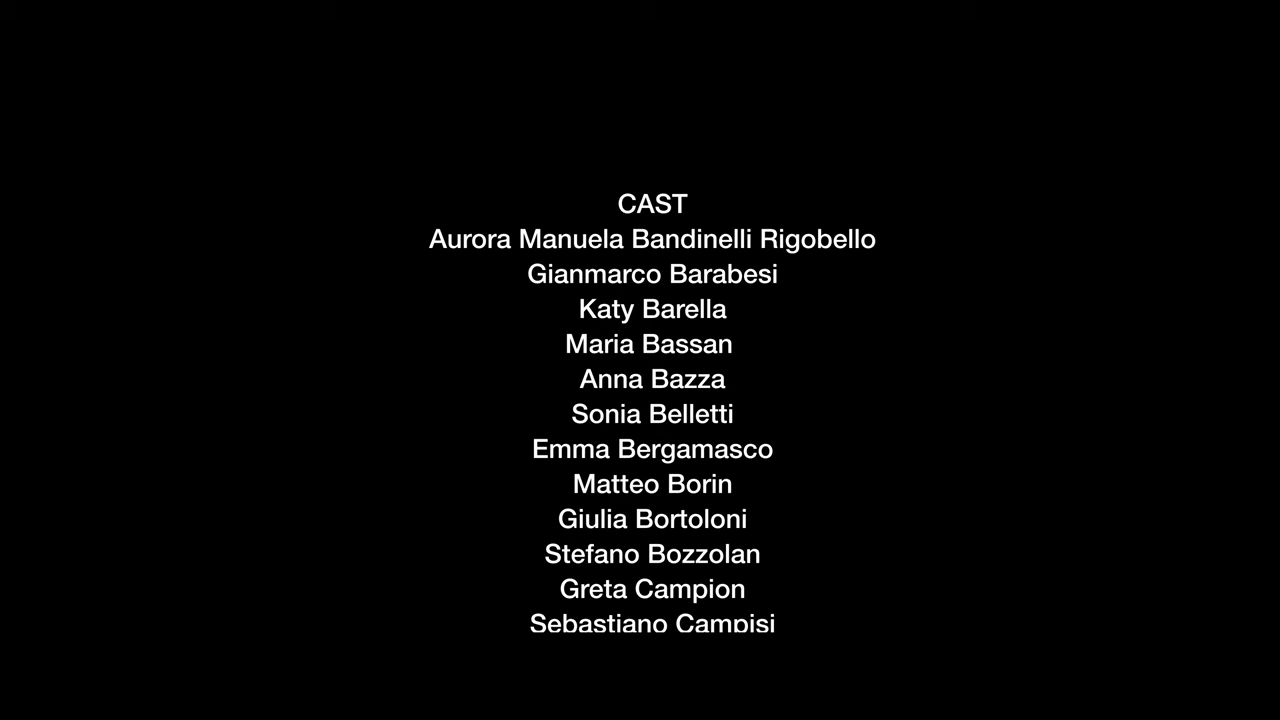 CAST
Aurora Manuela Bandinelli Rigobello
Gianmarco Barabesi
Katy Barella
Maria Bassan
Anna Bazza
Sonia Belletti
Emma Bergamasco
Matteo Borin
Giulia Bortoloni
Stefano Bozzolan
Greta Campion
Sebastiano Campisi